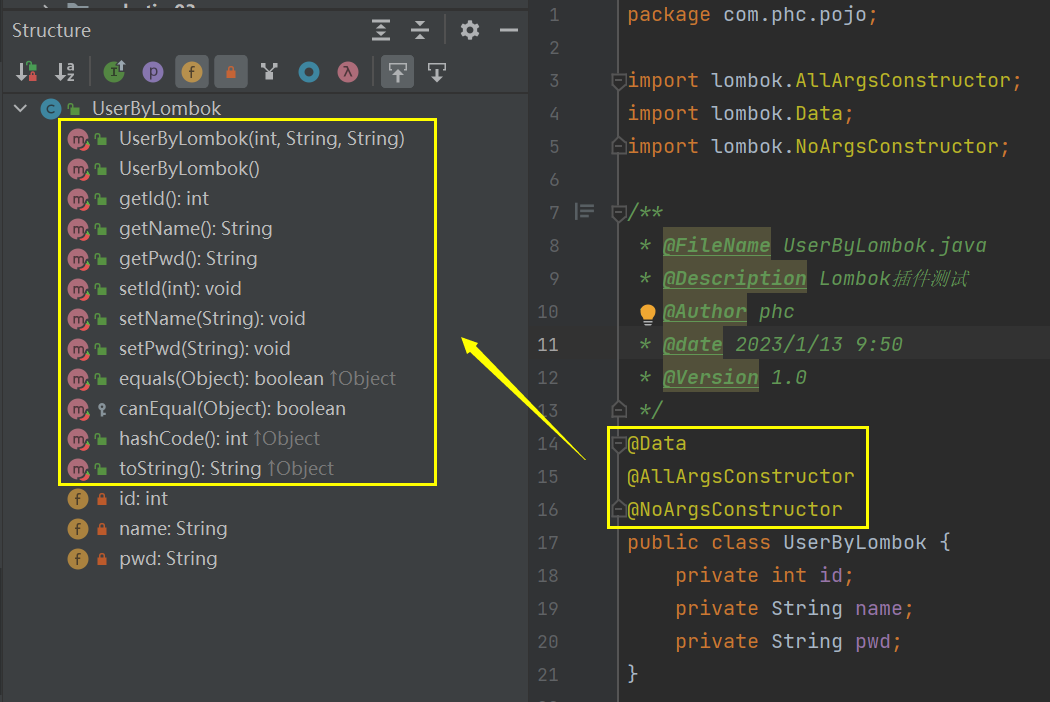 Structure
UserByLombok
UserByLombok(int, String, String)
UserByLombok()
getId(): int
getName(): String
getPwd(): String
setId(int): void
setName(String): void
setPwd(String): void
equals(Object): boolean ↑Object
canEqual(Object): boolean
hashCode(): int ↑Object
toString(): String ↑Object
id: int
name: String
pwd: String
1 package com.phc.pojo;
2
3 import lombok.AllArgsConstructor;
4 import lombok.Data;
5 import lombok.NoArgsConstructor;
6
7 /**
8 * @FileName UserByLombok.java
9 * @Description Lombok插件测试
10 * @Author phc
11 * @date 2023/1/13 9:50
12 * @Version 1.0
13 */
14 @Data
15 @AllArgsConstructor
16 @NoArgsConstructor
17 public class UserByLombok {
18 private int id;
19 private String name;
20 private String pwd;
21 }